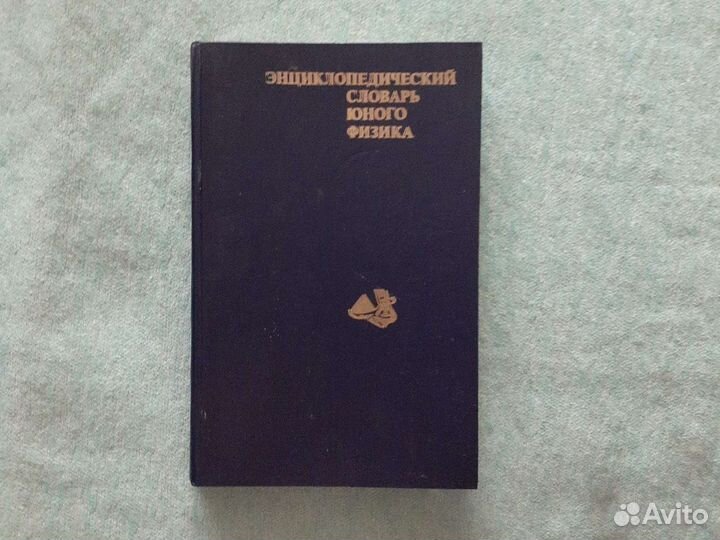 ЭНЦИКЛОПЕДИЧЕСКИЙ
СЛОВАРЬ
ЮНОГО
ФИЗИКА
Avito